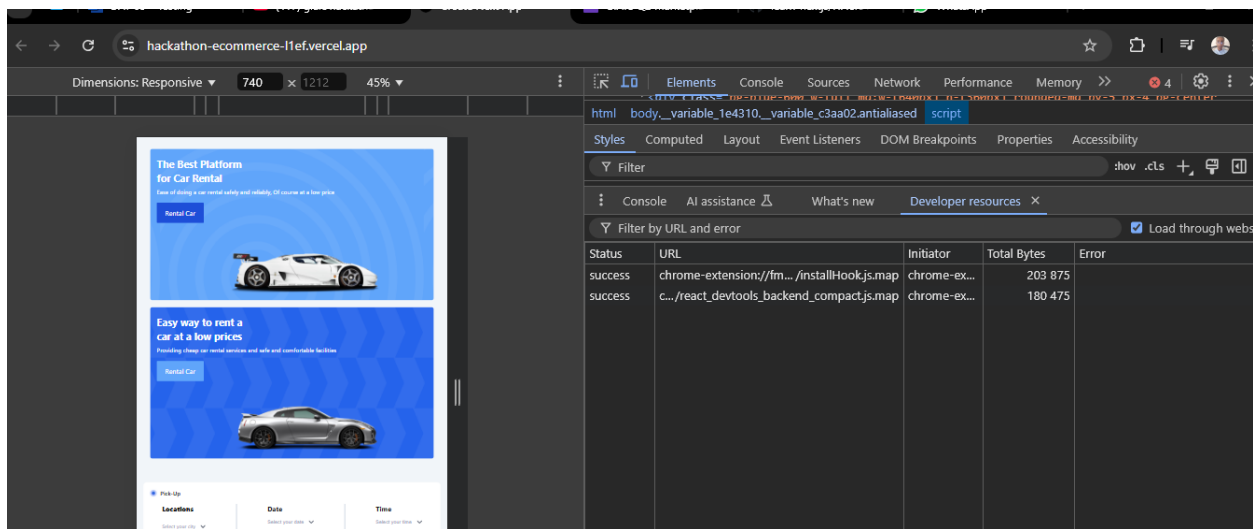 hackathon-ecommerce-l1ef.vercel.app
Dimensions: Responsive ▼ 740 × 1212 45% ▼
Elements Console Sources Network Performance Memory 4
html body.__variable_1e4310.__variable_c3aa02.antialiased script
Styles Computed Layout Event Listeners DOM Breakpoints Properties Accessibility
Filter :hov .cls
Console AI assistance What's new Developer resources ×
Filter by URL and error Load through webs
Status URL Initiator Total Bytes Error
success chrome-extension://fm… /installHook.js.map chrome-ex… 203 875
success c…/react_devtools_backend_compact.js.map chrome-ex… 180 475
The Best Platform
for Car Rental
Ease of doing a car rental safely and reliably, Of course at a low price
Rental Car
Easy way to rent a
car at a low prices
Providing cheap car rental services and safe and comfortable facilities
Rental Car
Pick-Up
Locations Date Time
Select your city Select your date Select your time